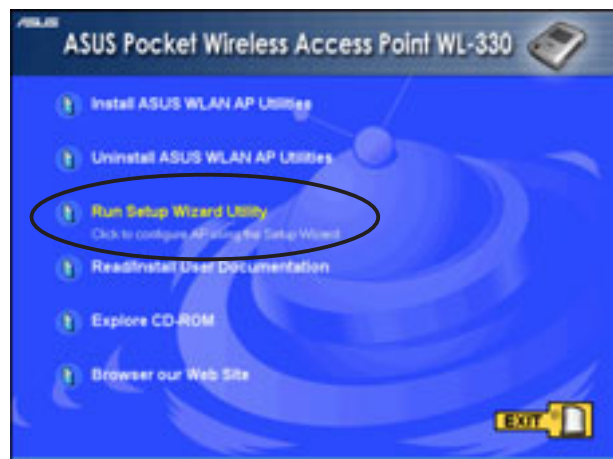 ASUS
ASUS Pocket Wireless Access Point WL-330
Install ASUS WLAN AP Utilities
Uninstall ASUS WLAN AP Utilities
Run Setup Wizard Utility
Click to configure AP using the Setup Wizard
Read/Install User Documentation
Explore CD-ROM
Browser our Web Site
EXIT